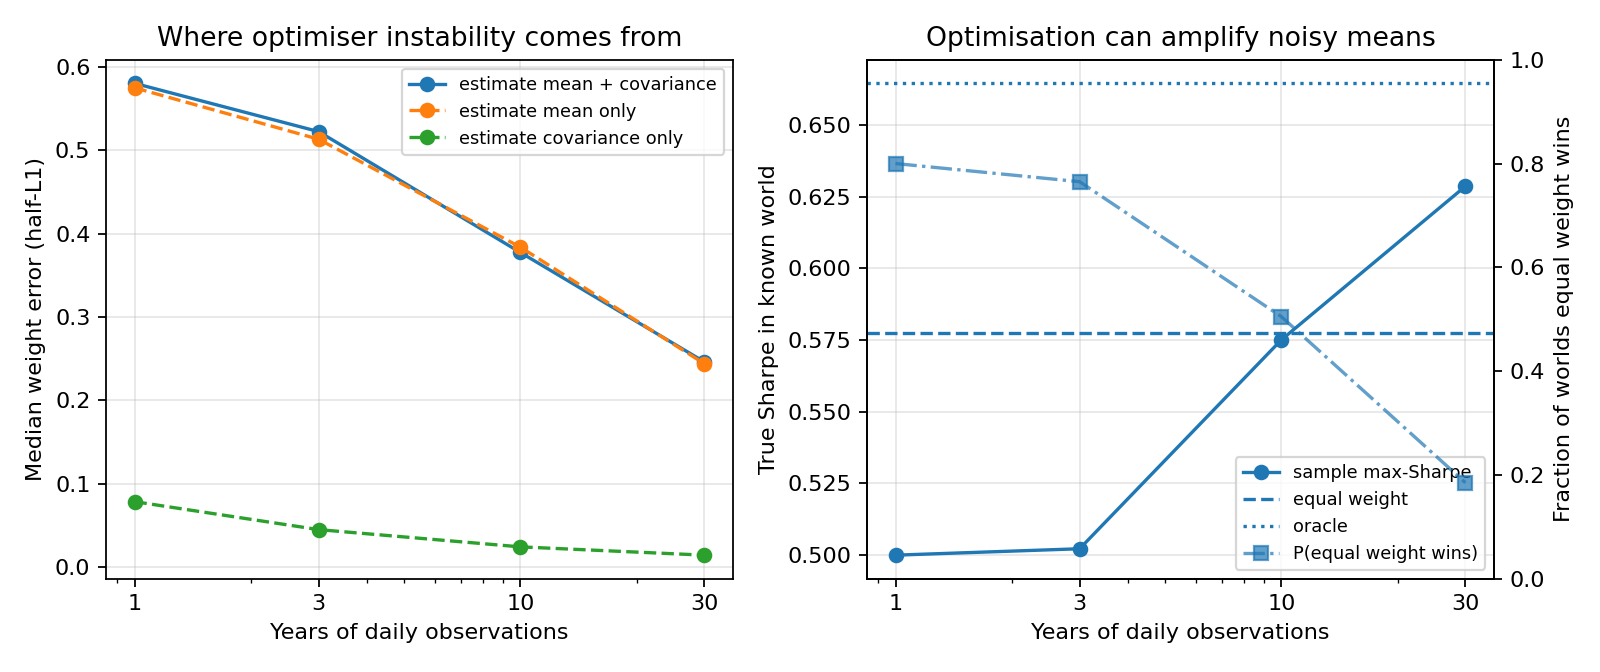 Where optimiser instability comes from
Median weight error (half-L1)
0.6
0.5
0.4
0.3
0.2
0.1
0.0
estimate mean + covariance
estimate mean only
estimate covariance only
1 3 10 30
Years of daily observations
Optimisation can amplify noisy means
True Sharpe in known world
0.650
0.625
0.600
0.575
0.550
0.525
0.500
sample max-Sharpe
equal weight
oracle
P(equal weight wins)
1.0
0.8
0.6
0.4
0.2
0.0
Fraction of worlds equal weight wins
1 3 10 30
Years of daily observations